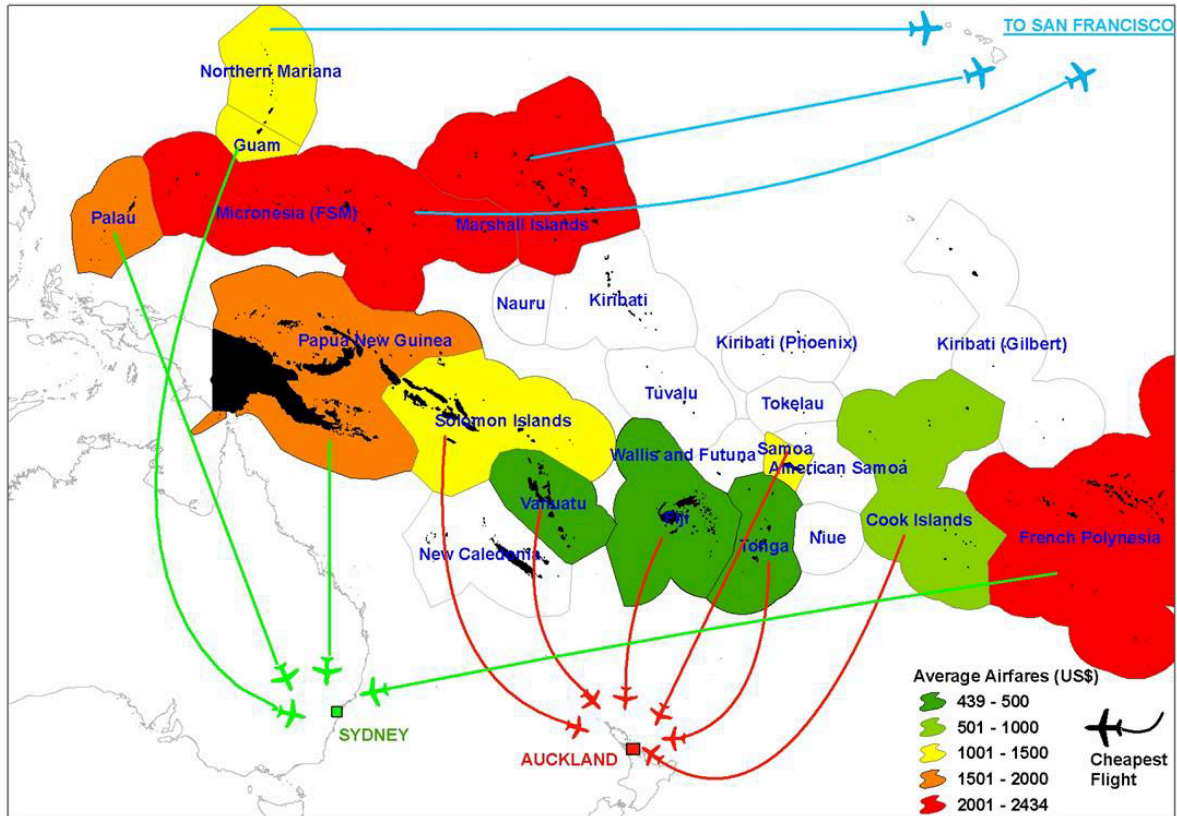 TO SAN FRANCISCO
Northern Mariana
Guam
Palau
Micronesia (FSM)
Marshall Islands
Nauru
Kiribati
Kiribati (Phoenix)
Kiribati (Gilbert)
Papua New Guinea
Tuvalu
Tokelau
Solomon Islands
Wallis and Futuna
Samoa
American Samoa
Vanuatu
Fiji
Tonga
Niue
Cook Islands
French Polynesia
New Caledonia
SYDNEY
AUCKLAND
Average Airfares (US$)
439 - 500
501 - 1000
1001 - 1500
1501 - 2000
2001 - 2434
Cheapest
Flight